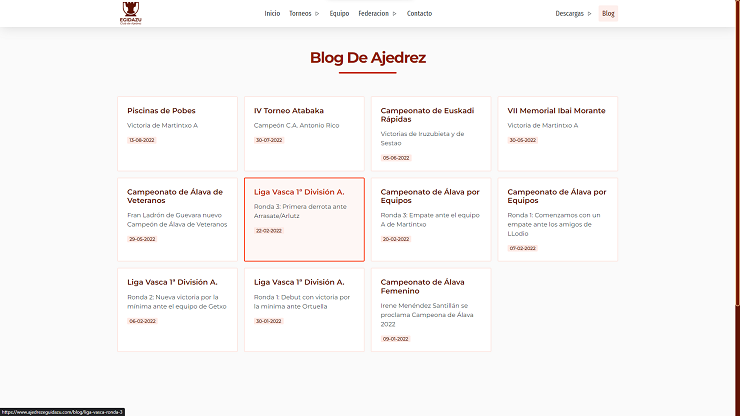 EGIDAZU
Club de Ajedrez
Inicio Torneos Equipo Federacion Contacto Descargas Blog
Blog De Ajedrez
Piscinas de Pobes
Victoria de Martintxo A
13-08-2022
IV Torneo Atabaka
Campeón C.A. Antonio Rico
30-07-2022
Campeonato de Euskadi
Rápidas
Victorias de Iruzubieta y de
Sestao
05-06-2022
VII Memorial Ibai Morante
Victoria de Martintxo A
30-05-2022
Campeonato de Álava de
Veteranos
Fran Ladrón de Guevara nuevo
Campeón de Álava de Veteranos
29-05-2022
Liga Vasca 1ª División A.
Ronda 3: Primera derrota ante
Arrasate/Arlutz
22-02-2022
Campeonato de Álava por
Equipos
Ronda 3: Empate ante el equipo
A de Martintxo
20-02-2022
Campeonato de Álava por
Equipos
Ronda 1: Comenzamos con un
empate ante los amigos de
LLodio
07-02-2022
Liga Vasca 1ª División A.
Ronda 2: Nueva victoria por la
mínima ante el equipo de Getxo
06-02-2022
Liga Vasca 1ª División A.
Ronda 1: Debut con victoria por
la mínima ante Ortuella
30-01-2022
Campeonato de Álava
Femenino
Irene Menéndez Santillán se
proclama Campeona de Álava
2022
09-01-2022
https://www.ajedrezeguidazu.com/blog/liga-vasca-ronda-3